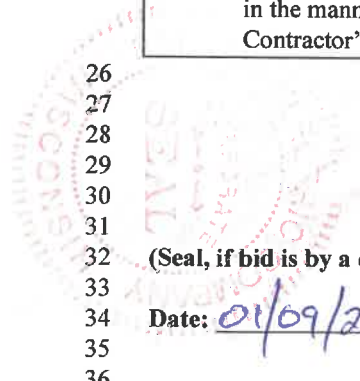 in the mann
Contractor'
26
27
28
29
30
31
32 (Seal, if bid is by a
33
34 Date: 01/09/2
35
36
SEAL